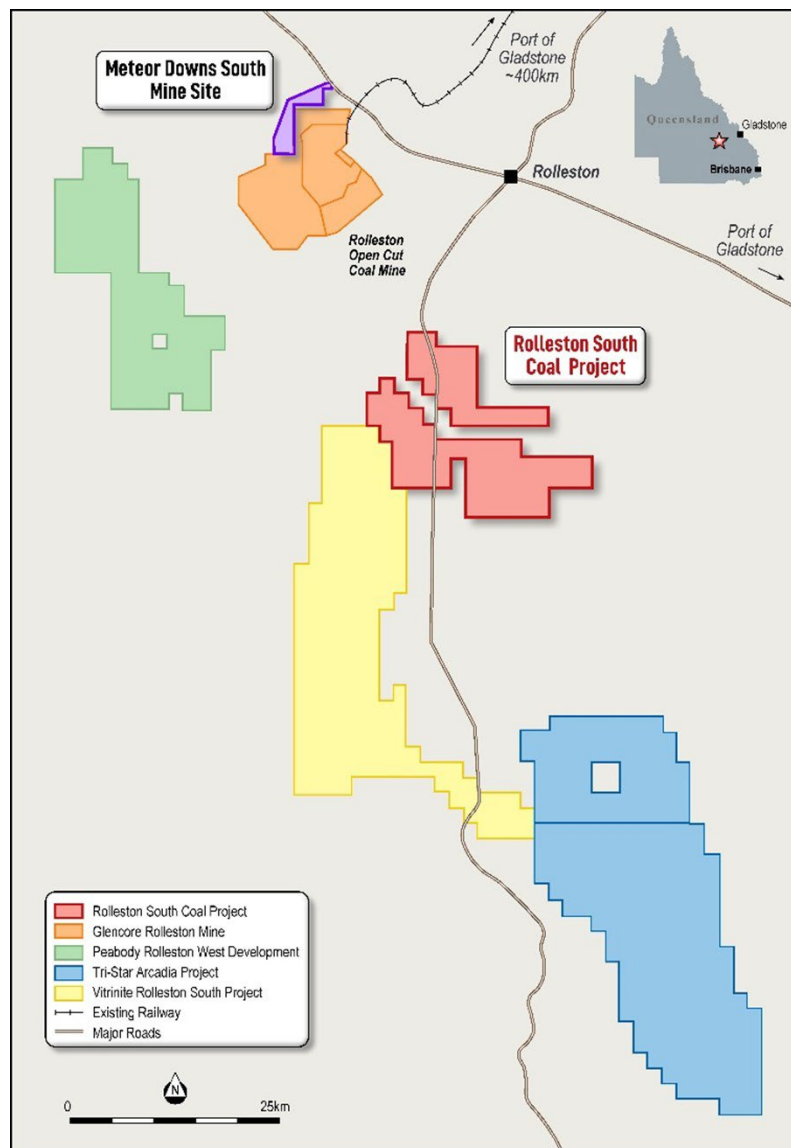 Meteor Downs South
Mine Site
Port of
Gladstone
~400km
Queensland
Gladstone
Brisbane
Rolleston
Port of
Gladstone
Rolleston
Open Cut
Coal Mine
Rolleston South
Coal Project
Rolleston South Coal Project
Glencore Rolleston Mine
Peabody Rolleston West Development
Tri-Star Arcadia Project
Vitrinite Rolleston South Project
Existing Railway
Major Roads
N
0 25km